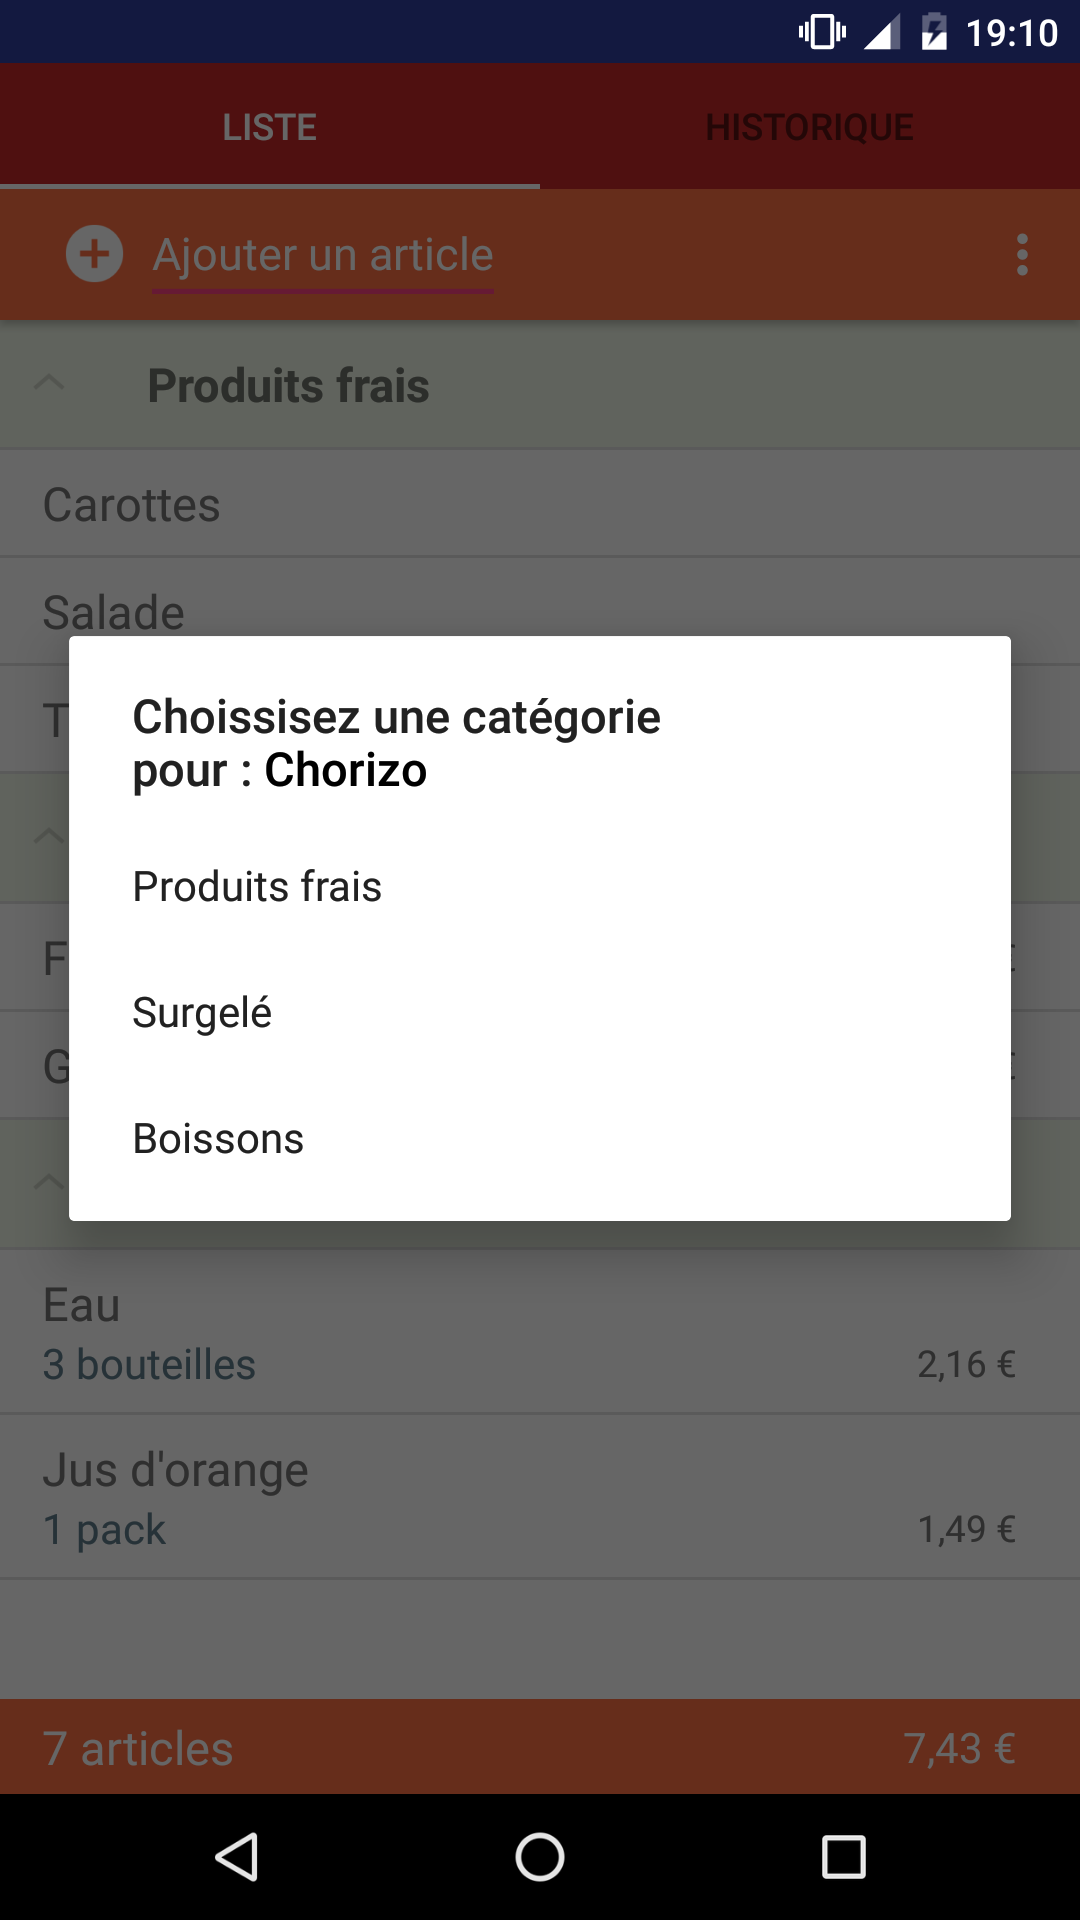 19:10
LISTE HISTORIQUE
Ajouter un article
Produits frais
Carottes
Salade
Choissisez une catégorie
pour : Chorizo
Produits frais
Surgelé
Boissons
Eau
3 bouteilles 2,16 €
Jus d'orange
1 pack 1,49 €
7 articles 7,43 €